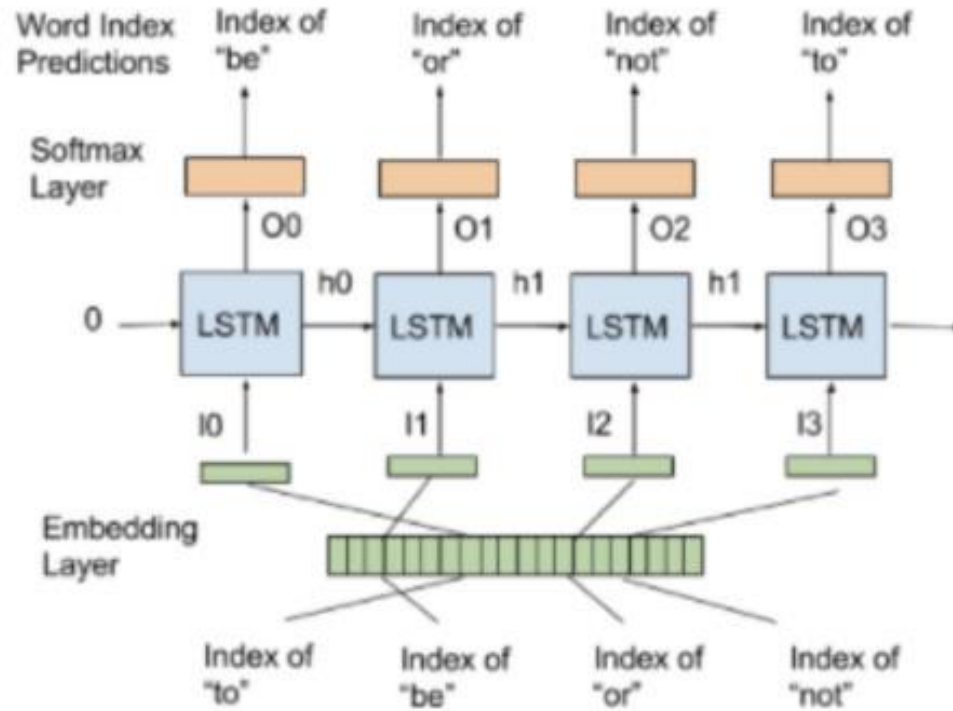 Word Index Predictions
Index of "be"
Index of "or"
Index of "not"
Index of "to"
Softmax Layer
O0
O1
O2
O3
h0
h1
h1
0
LSTM
LSTM
LSTM
LSTM
I0
I1
I2
I3
Embedding Layer
Index of "to"
Index of "be"
Index of "or"
Index of "not"